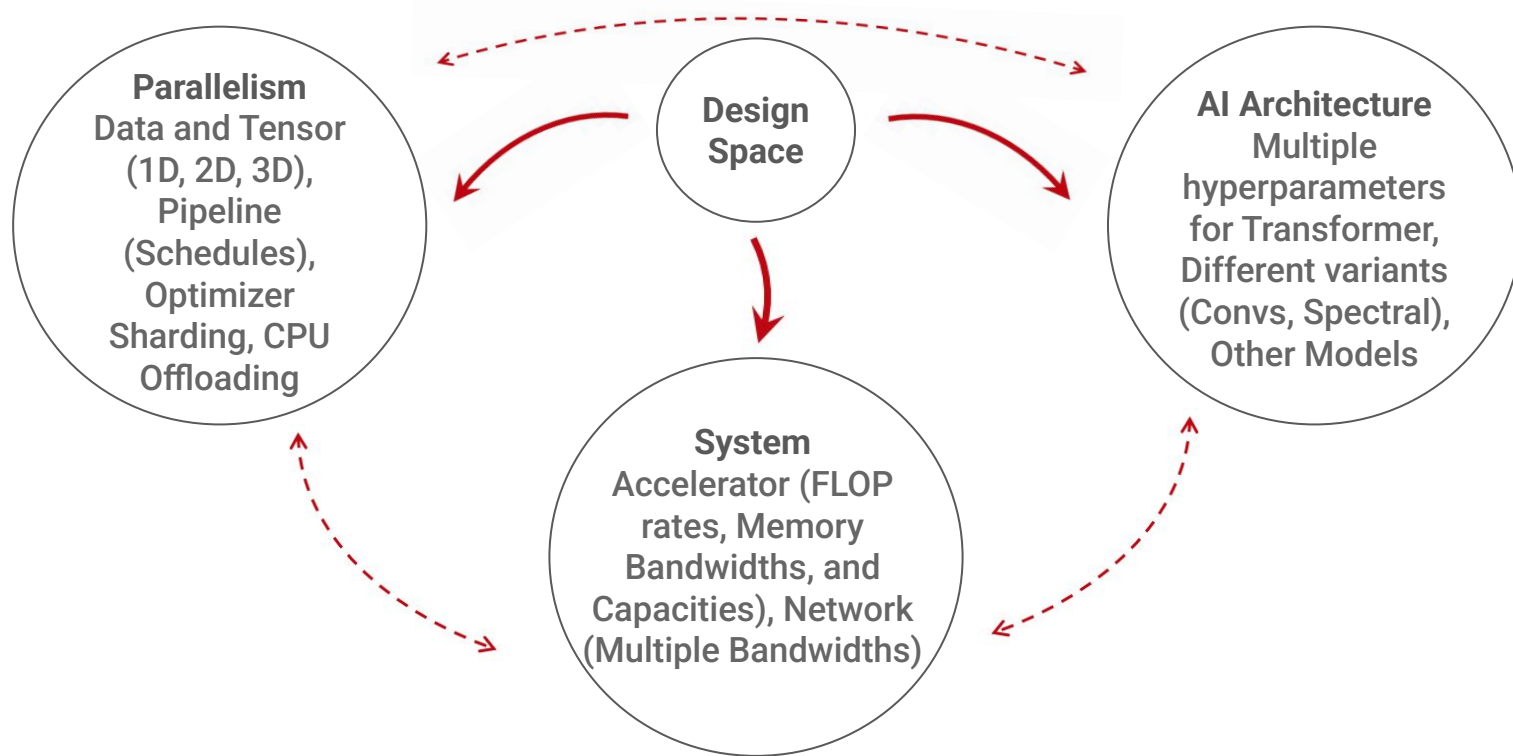 Parallelism
Data and Tensor
(1D, 2D, 3D),
Pipeline
(Schedules),
Optimizer
Sharding, CPU
Offloading
Design
Space
AI Architecture
Multiple
hyperparameters
for Transformer,
Different variants
(Convs, Spectral),
Other Models
System
Accelerator (FLOP
rates, Memory
Bandwidths, and
Capacities), Network
(Multiple Bandwidths)